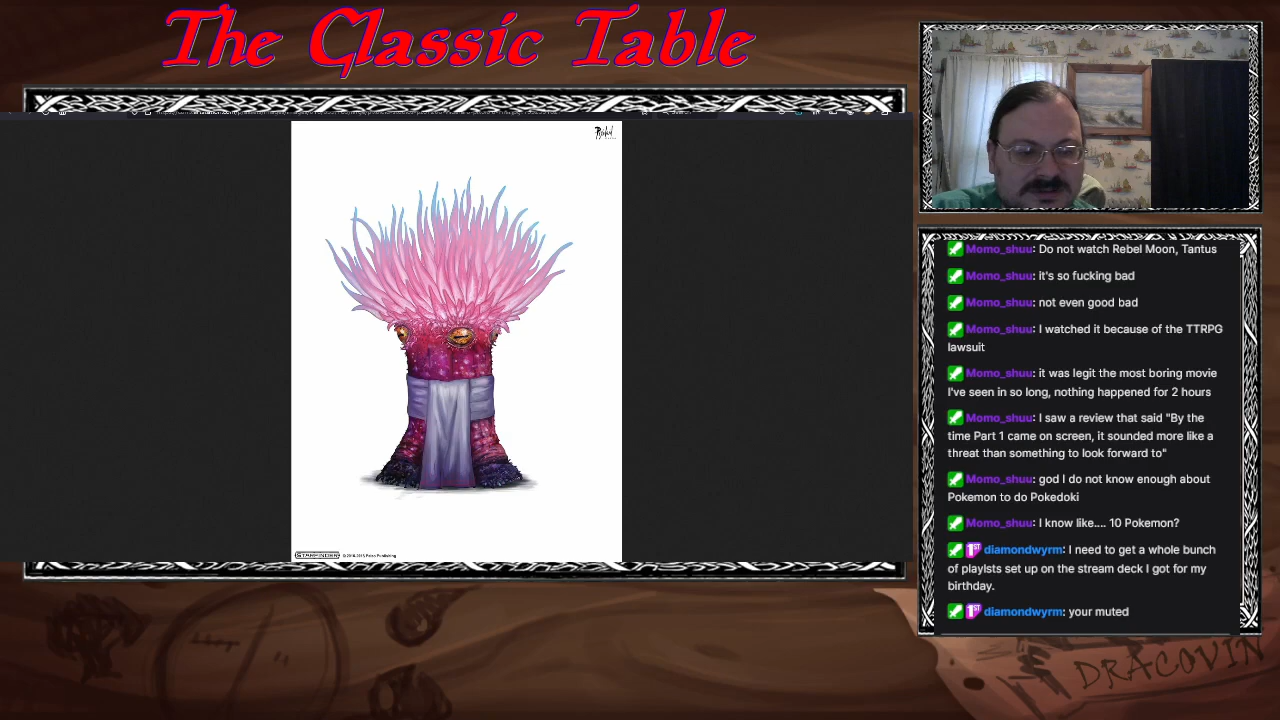 The Classic Table
STARFINDER
Momo_shuu: Do not watch Rebel Moon, Tantus
Momo_shuu: it's so fucking bad
Momo_shuu: not even good bad
Momo_shuu: I watched it because of the TTRPG
lawsuit
Momo_shuu: it was legit the most boring movie
I've seen in so long, nothing happened for 2 hours
Momo_shuu: I saw a review that said "By the
time Part 1 came on screen, it sounded more like a
threat than something to look forward to"
Momo_shuu: god I do not know enough about
Pokemon to do Pokedoki
Momo_shuu: I know like.... 10 Pokemon?
1ST diamondwyrm: I need to get a whole bunch
of playlsts set up on the stream deck I got for my
birthday.
1ST diamondwyrm: your muted
DRACOVIN